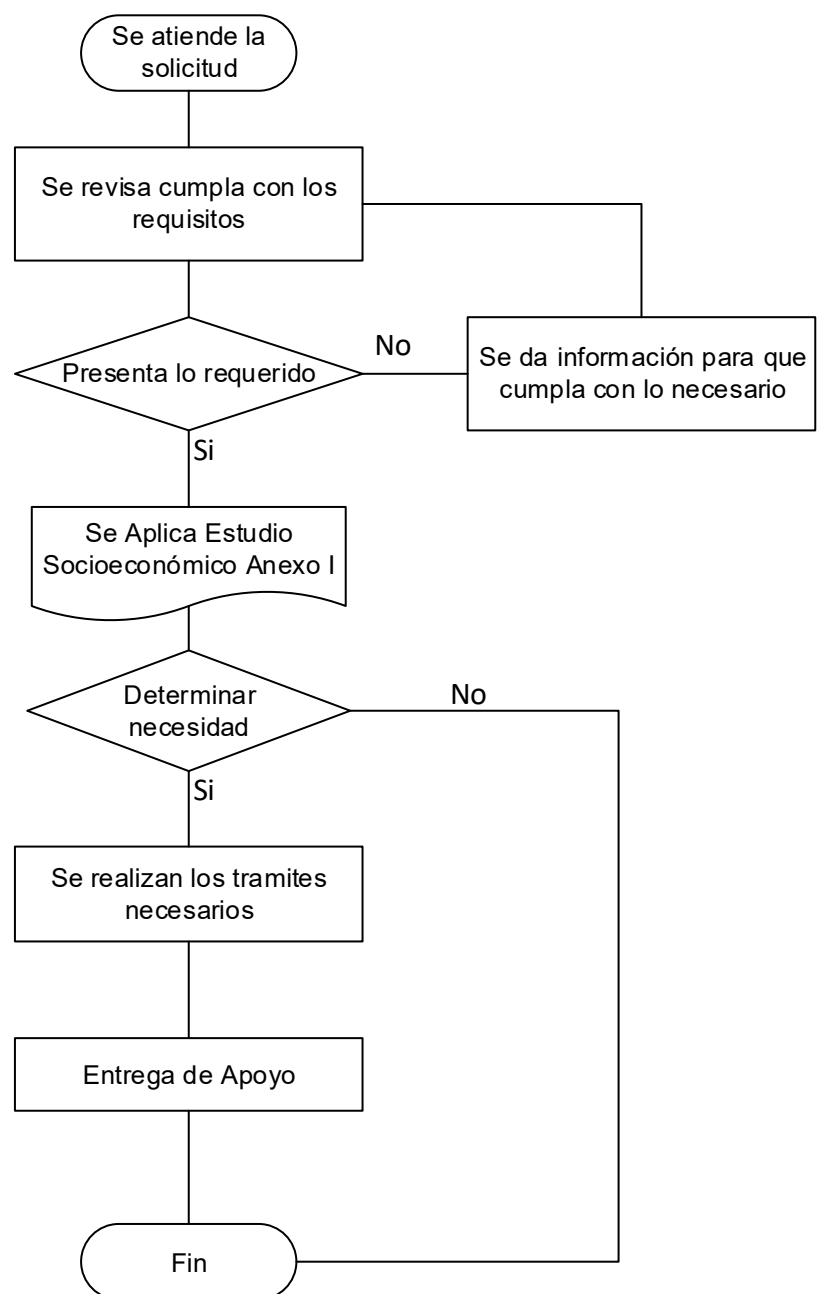 Se atiende la
solicitud
Se revisa cumpla con los
requisitos
Presenta lo requerido
No
Se da información para que
cumpla con lo necesario
Si
Se Aplica Estudio
Socioeconómico Anexo I
Determinar
necesidad
No
Si
Se realizan los tramites
necesarios
Entrega de Apoyo
Fin